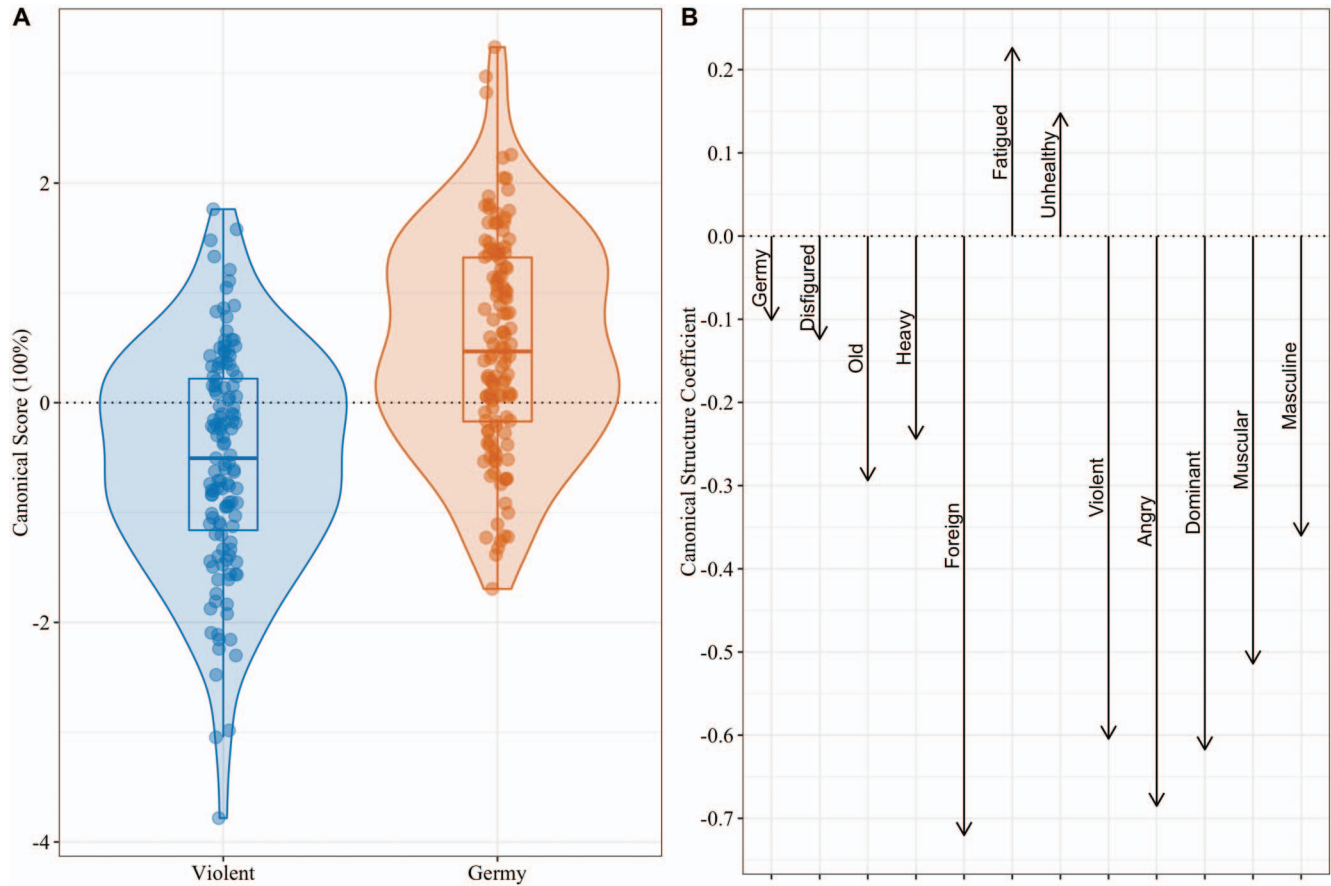 A
Canonical Score (100%)
2
0
-2
-4
Violent
Germy
B
Canonical Structure Coefficient
0.2
0.1
0.0
-0.1
-0.2
-0.3
-0.4
-0.5
-0.6
-0.7
Germy
Disfigured
Old
Heavy
Foreign
Fatigued
Unhealthy
Violent
Angry
Dominant
Muscular
Masculine